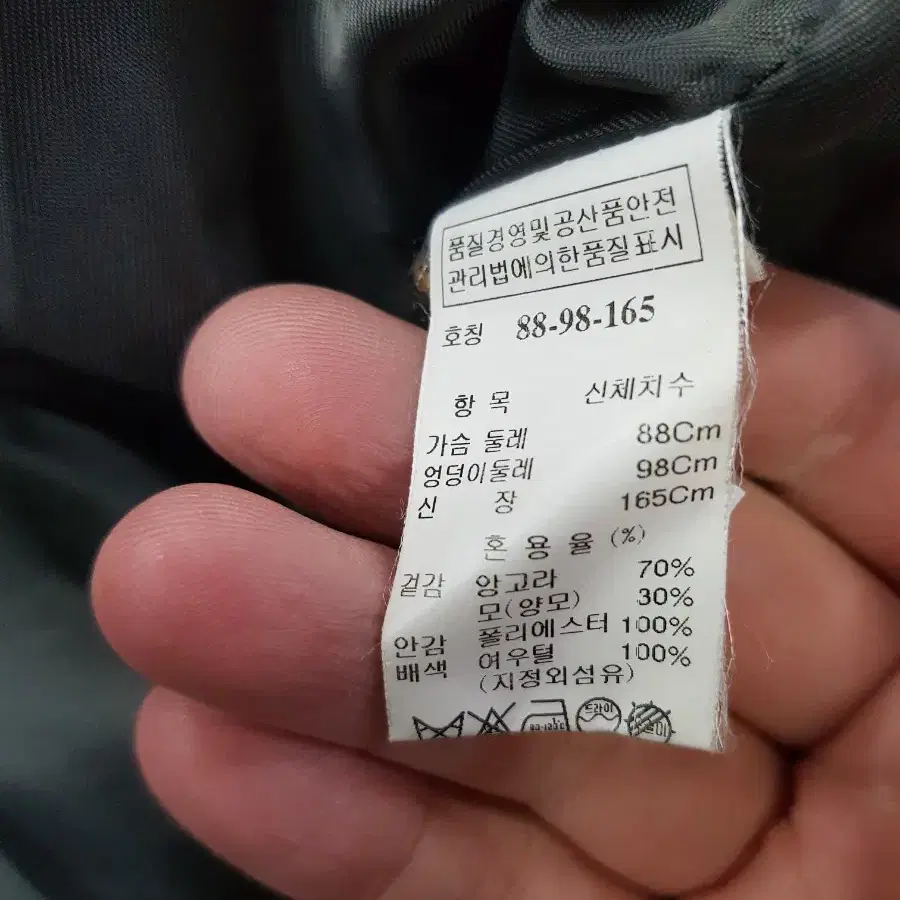 품질경영및공산품안전
관리법에의한품질표시
호칭 88-98-165
항 목 신체치수
가슴 둘레 88Cm
엉덩이둘레 98Cm
신 장 165Cm
혼 용 율 (%)
겉감 앙고라 70%
모(양모) 30%
안감 폴리에스터 100%
배색 여우털 100%
(지정외섬유)
드라이